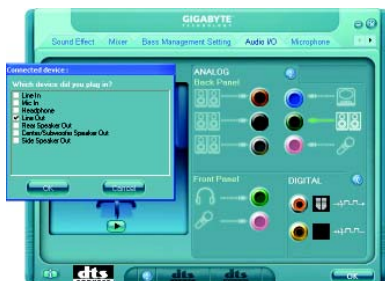 GIGABYTE
TECHNOLOGY
Sound Effect Mixer Bass Management Setting Audio I/O Microphone
Connected device :
Which device did you plug in?
Line In
Mic In
Headphone
Line Out
Rear Speaker Out
Center/Subwoofer Speaker Out
Side Speaker Out
OK Cancel
ANALOG
Back Panel
Front Panel
DIGITAL
dts dts dts
OK